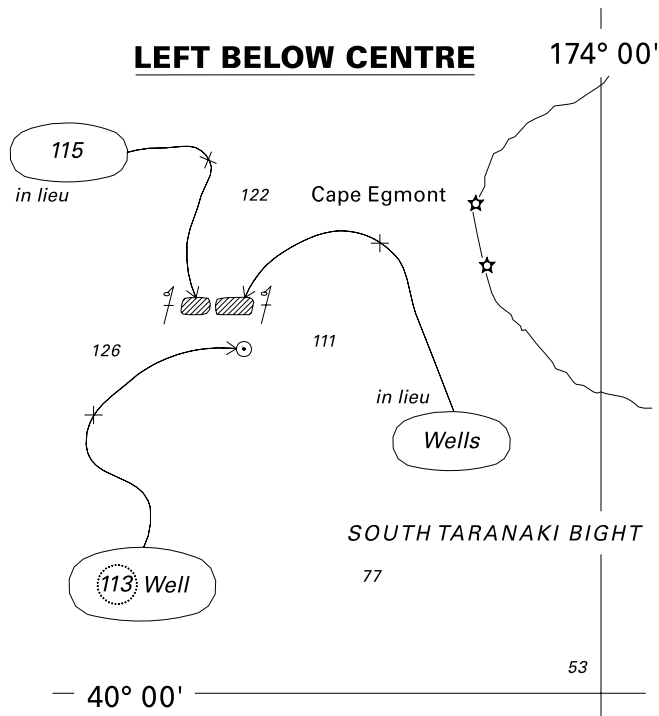 LEFT BELOW CENTRE
174° 00'
115
in lieu
122
Cape Egmont
126
111
in lieu
Wells
SOUTH TARANAKI BIGHT
113 Well
77
53
40° 00'